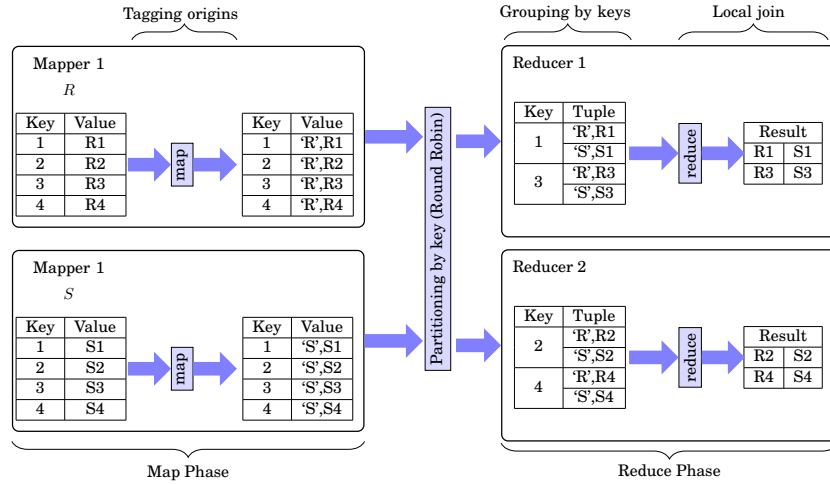 Tagging origins
Grouping by keys
Local join
Mapper 1
R
Key Value
1 R1
2 R2
3 R3
4 R4
map
Key Value
1 ‘R’,R1
2 ‘R’,R2
3 ‘R’,R3
4 ‘R’,R4
Mapper 1
S
Key Value
1 S1
2 S2
3 S3
4 S4
map
Key Value
1 ‘S’,S1
2 ‘S’,S2
3 ‘S’,S3
4 ‘S’,S4
Map Phase
Partitioning by key (Round Robin)
Reducer 1
Key Tuple
1 ‘R’,R1
‘S’,S1
3 ‘R’,R3
‘S’,S3
reduce
Result
R1 S1
R3 S3
Reducer 2
Key Tuple
2 ‘R’,R2
‘S’,S2
4 ‘R’,R4
‘S’,S4
reduce
Result
R2 S2
R4 S4
Reduce Phase